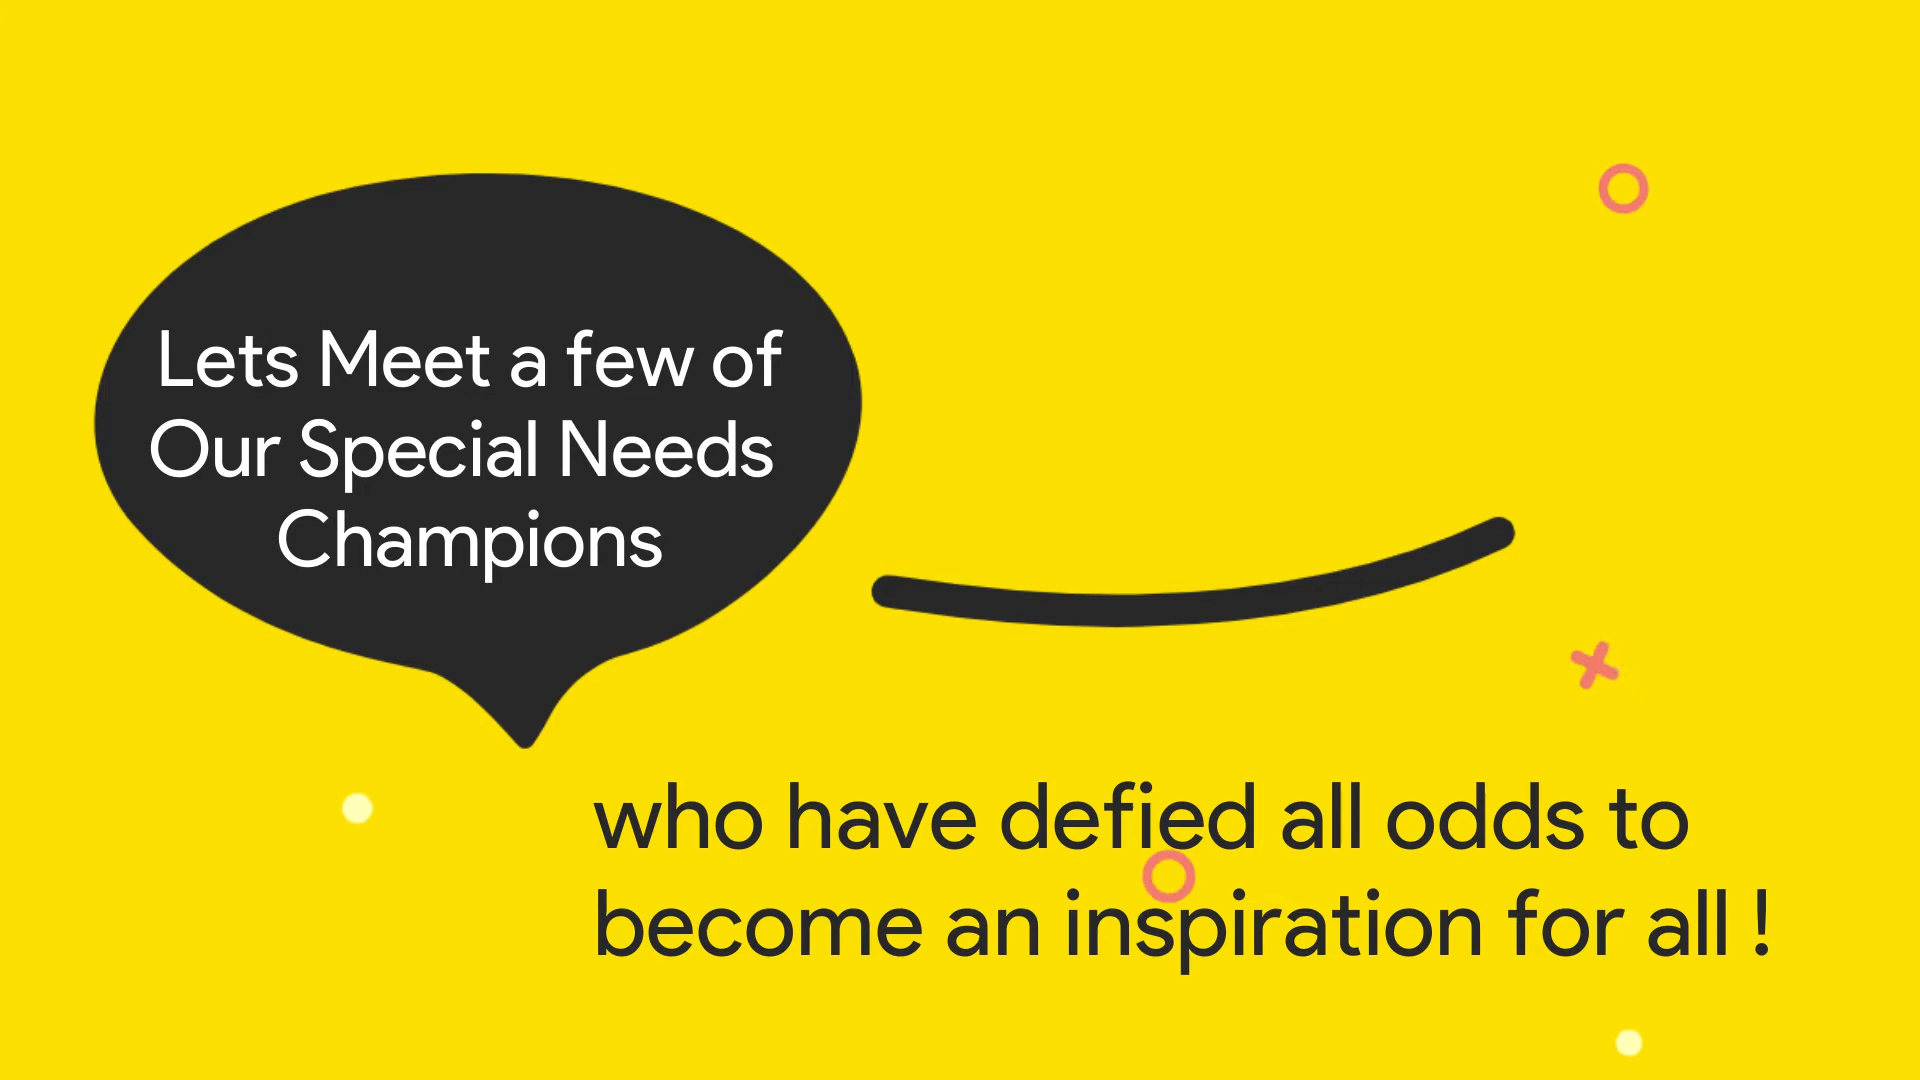 Lets Meet a few of
Our Special Needs
Champions
who have defied all odds to
become an inspiration for all !